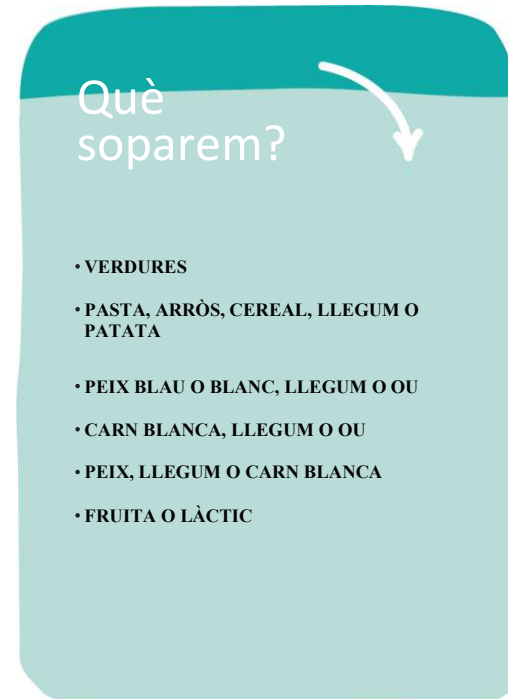 Què
soparem?
• VERDURES
• PASTA, ARRÒS, CEREAL, LLEGUM O
PATATA
• PEIX BLAU O BLANC, LLEGUM O OU
• CARN BLANCA, LLEGUM O OU
• PEIX, LLEGUM O CARN BLANCA
• FRUITA O LÀCTIC